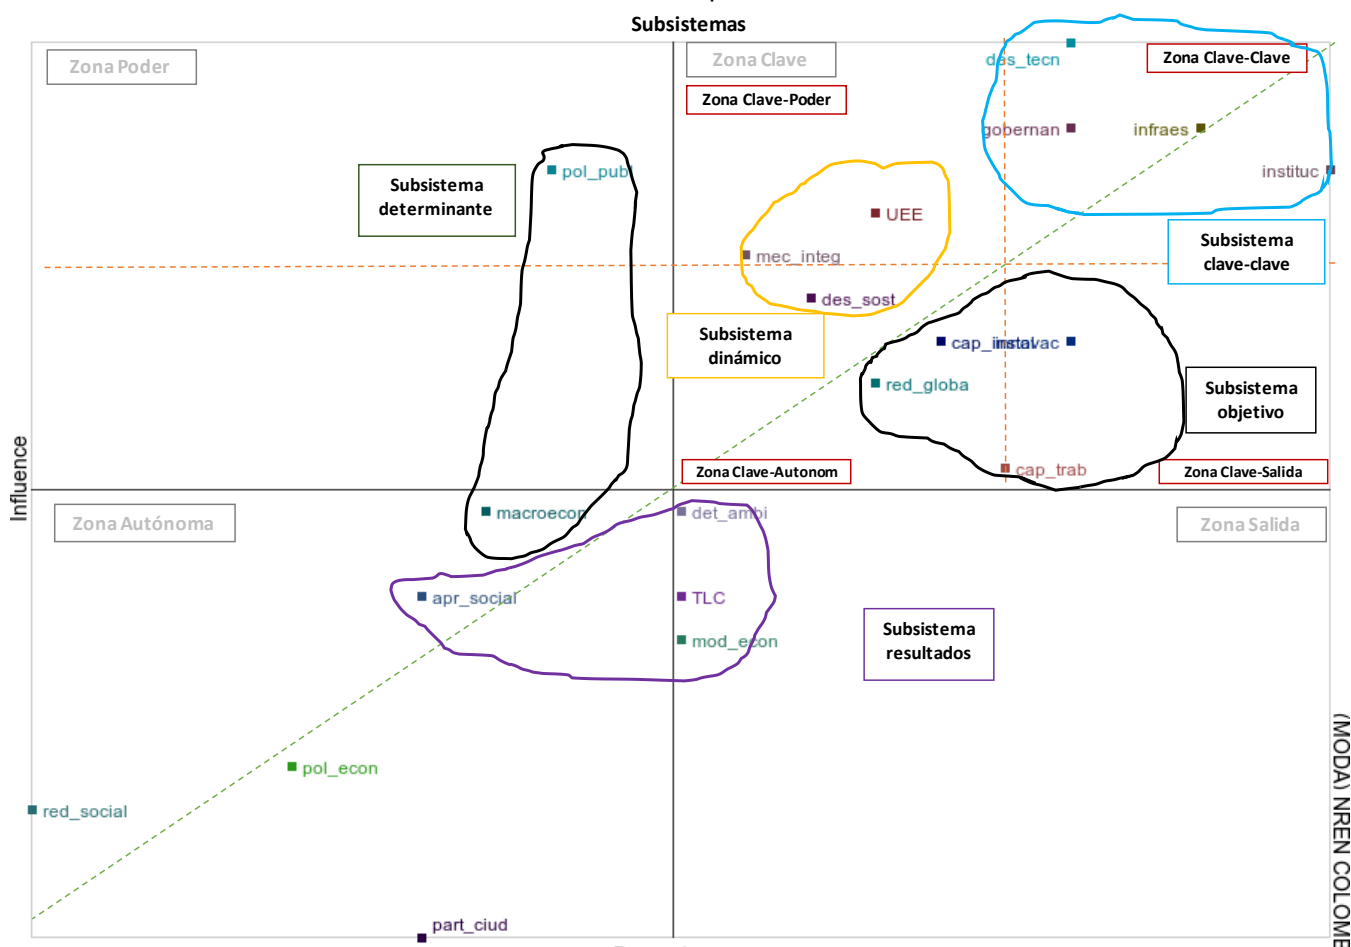 Subsistemas
Zona Poder
Zona Clave
Zona Clave-Clave
des_tecn
Zona Clave-Poder
gobernan
infraes
pol_publ
instituc
Subsistema
determinante
UEE
Subsistema
clave-clave
mec_integ
des_sost
Subsistema
dinámico
cap_instal
red_globa
Subsistema
objetivo
Zona Clave-Autonom
cap_trab
Zona Clave-Salida
Influence
Zona Autónoma
macroecon
det_ambi
Zona Salida
apr_social
TLC
mod_econ
Subsistema
resultados
pol_econ
red_social
part_ciud
(MODA) NREN